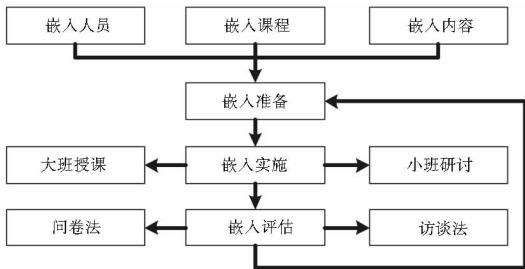 嵌入人员
嵌入课程
嵌入内容
嵌入准备
大班授课
嵌入实施
小班研讨
问卷法
嵌入评估
访谈法